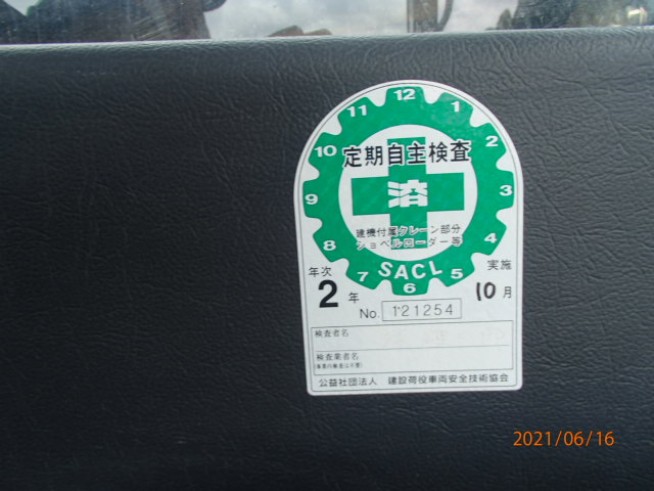 12
11 1
10 2
9 3
8 4
7 5
6
定期自主検査
済
建機付属クレーン部分
ショベルローダー等
SACL
年次 実施
2年 10月
No. 121254
検査者名
検査業者名
公益社団法人 建設荷役車両安全技術協会
2021/06/16